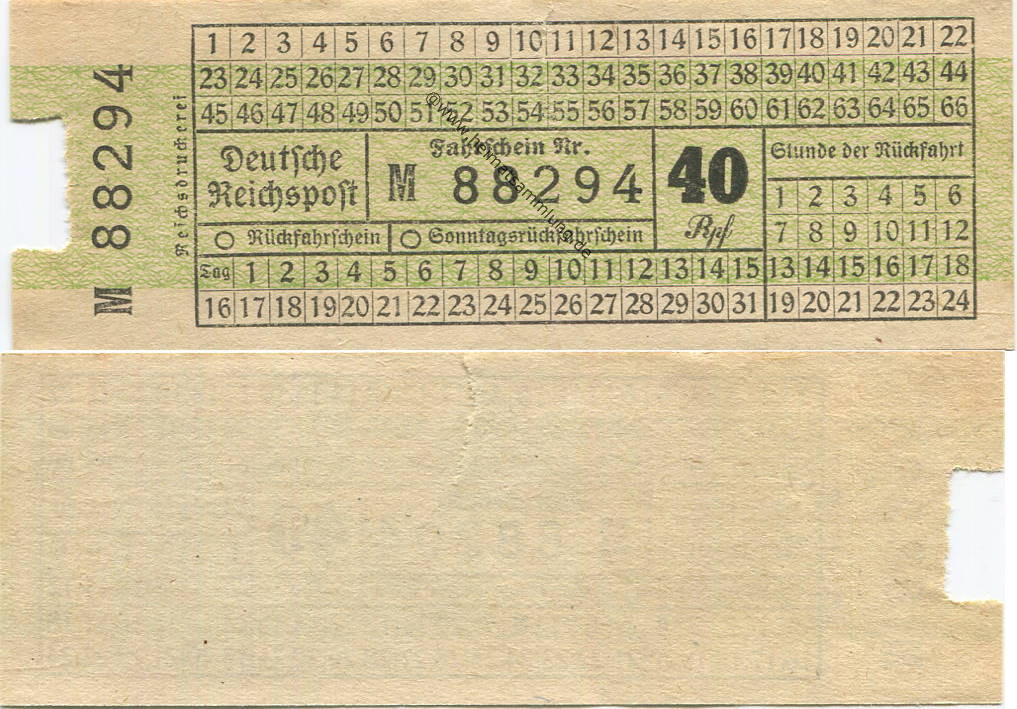 M 88294
Reichsdruckerei
1 2 3 4 5 6 7 8 9 10 11 12 13 14 15 16 17 18 19 20 21 22
23 24 25 26 27 28 29 30 31 32 33 34 35 36 37 38 39 40 41 42 43 44
45 46 47 48 49 50 51 52 53 54 55 56 57 58 59 60 61 62 63 64 65 66
Deutsche
Reichspost
Fahrschein Nr.
M 88294
40
Rpf
Rückfahrschein
Sonntagsrückfahrschein
Stunde der Rückfahrt
1 2 3 4 5 6
7 8 9 10 11 12
Tag 1 2 3 4 5 6 7 8 9 10 11 12 13 14 15 13 14 15 16 17 18
16 17 18 19 20 21 22 23 24 25 26 27 28 29 30 31 19 20 21 22 23 24
©www.heimatsammlung.de